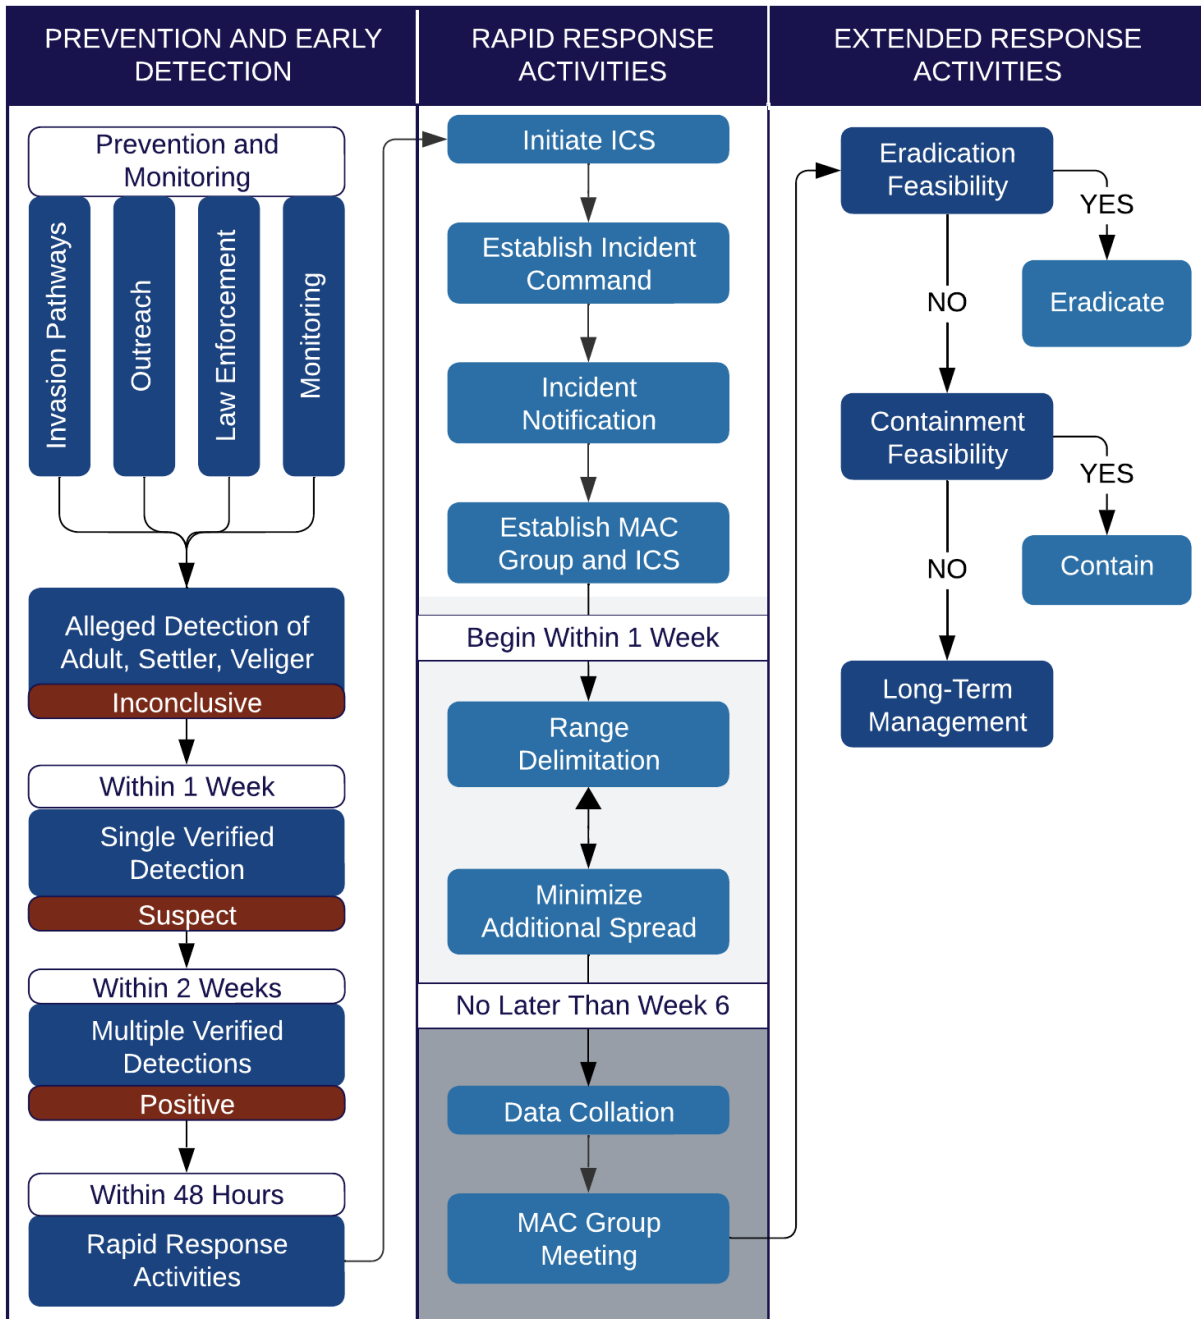 PREVENTION AND EARLY
DETECTION
Prevention and
Monitoring
Invasion Pathways
Outreach
Law Enforcement
Monitoring
Alleged Detection of
Adult, Settler, Veliger
Inconclusive
Within 1 Week
Single Verified
Detection
Suspect
Within 2 Weeks
Multiple Verified
Detections
Positive
Within 48 Hours
Rapid Response
Activities
RAPID RESPONSE
ACTIVITIES
Initiate ICS
Establish Incident
Command
Incident
Notification
Establish MAC
Group and ICS
Begin Within 1 Week
Range
Delimitation
Minimize
Additional Spread
No Later Than Week 6
Data Collation
MAC Group
Meeting
EXTENDED RESPONSE
ACTIVITIES
Eradication
Feasibility
YES
Eradicate
NO
Containment
Feasibility
YES
Contain
NO
Long-Term
Management